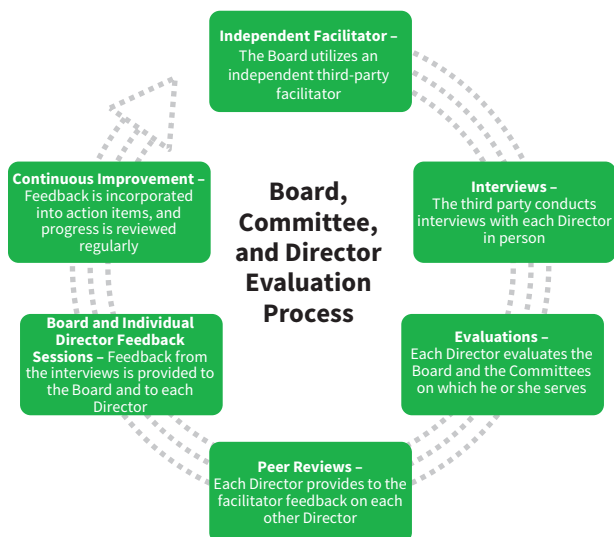 Independent Facilitator –
The Board utilizes an
independent third-party
facilitator
Interviews –
The third party conducts
interviews with each Director
in person
Evaluations –
Each Director evaluates the
Board and the Committees
on which he or she serves
Peer Reviews –
Each Director provides to the
facilitator feedback on each
other Director
Board and Individual
Director Feedback
Sessions – Feedback from
the interviews is provided to
the Board and to each
Director
Continuous Improvement –
Feedback is incorporated
into action items, and
progress is reviewed
regularly
Board,
Committee,
and Director
Evaluation
Process